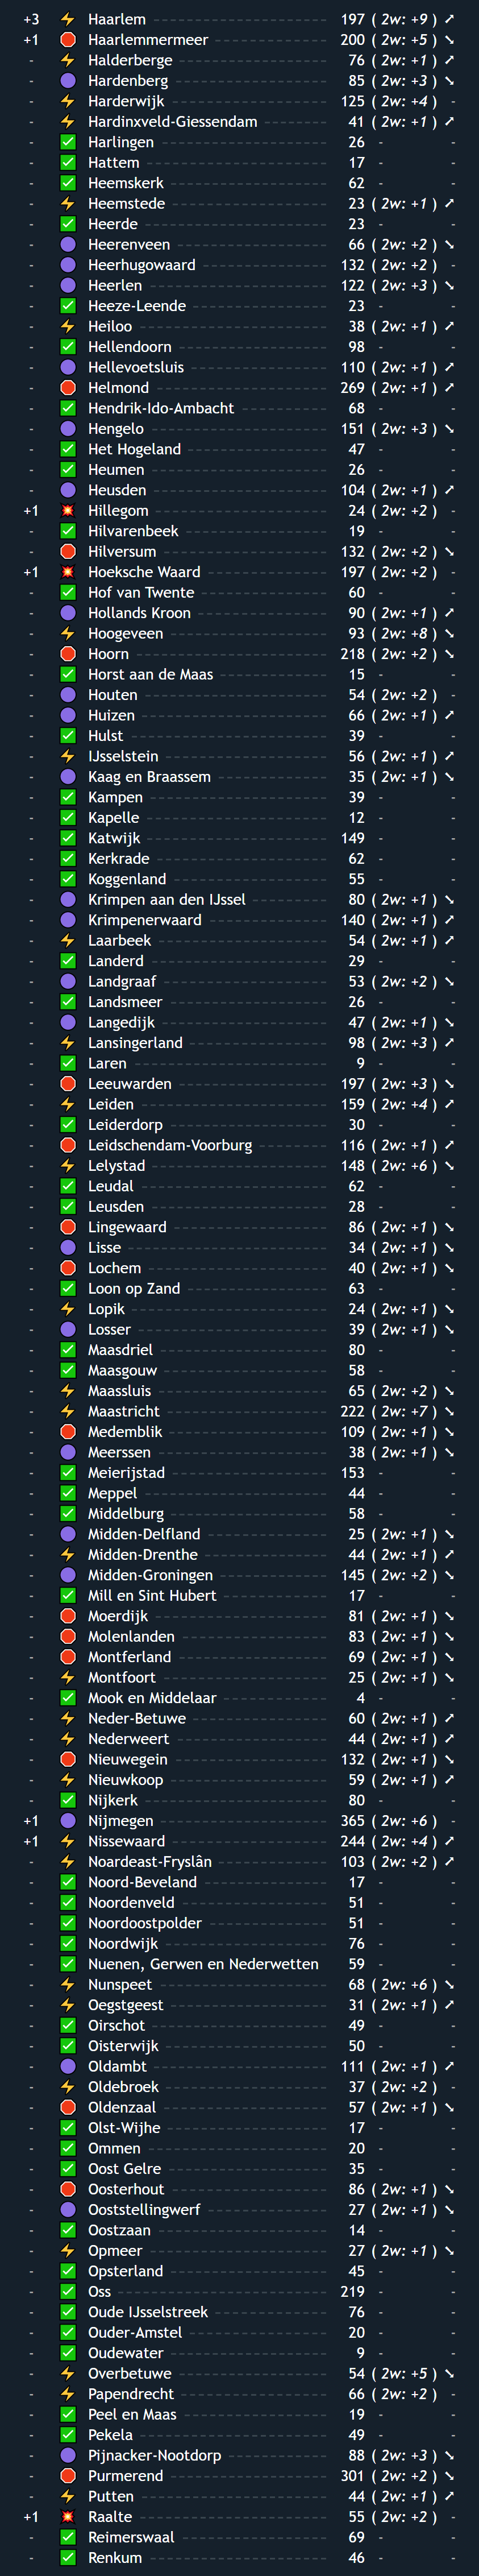 +3 ⚡ Haarlem 197 ( 2w: +9 ) ➚
+1 🛑 Haarlemmermeer 200 ( 2w: +5 ) ➘
- ⚡ Halderberge 76 ( 2w: +1 ) ➚
- 🟣 Hardenberg 85 ( 2w: +3 ) ➘
- ⚡ Harderwijk 125 ( 2w: +4 ) -
- ⚡ Hardinxveld-Giessendam 41 ( 2w: +1 ) ➚
- ✅ Harlingen 26 - -
- ✅ Hattem 17 - -
- ✅ Heemskerk 62 - -
- ⚡ Heemstede 23 ( 2w: +1 ) ➚
- ✅ Heerde 23 - -
- 🟣 Heerenveen 66 ( 2w: +2 ) ➘
- 🟣 Heerhugowaard 132 ( 2w: +2 ) -
- 🟣 Heerlen 122 ( 2w: +3 ) ➘
- ✅ Heeze-Leende 23 - -
- ⚡ Heiloo 38 ( 2w: +1 ) ➚
- ✅ Hellendoorn 98 - -
- 🟣 Hellevoetsluis 110 ( 2w: +1 ) ➚
- 🛑 Helmond 269 ( 2w: +1 ) ➚
- ✅ Hendrik-Ido-Ambacht 68 - -
- 🟣 Hengelo 151 ( 2w: +3 ) ➘
- ✅ Het Hogeland 47 - -
- ✅ Heumen 26 - -
- 🟣 Heusden 104 ( 2w: +1 ) ➚
+1 💥 Hillegom 24 ( 2w: +2 ) -
- ✅ Hilvarenbeek 19 - -
- 🛑 Hilversum 132 ( 2w: +2 ) ➘
+1 💥 Hoeksche Waard 197 ( 2w: +2 ) -
- ✅ Hof van Twente 60 - -
- 🟣 Hollands Kroon 90 ( 2w: +1 ) ➚
- ⚡ Hoogeveen 93 ( 2w: +8 ) ➘
- 🛑 Hoorn 218 ( 2w: +2 ) ➘
- ✅ Horst aan de Maas 15 - -
- 🟣 Houten 54 ( 2w: +2 ) -
- 🟣 Huizen 66 ( 2w: +1 ) ➚
- ✅ Hulst 39 - -
- ⚡ IJsselstein 56 ( 2w: +1 ) ➚
- 🟣 Kaag en Braassem 35 ( 2w: +1 ) ➘
- ✅ Kampen 39 - -
- ✅ Kapelle 12 - -
- ✅ Katwijk 149 - -
- ✅ Kerkrade 62 - -
- ✅ Koggenland 55 - -
- 🟣 Krimpen aan den IJssel 80 ( 2w: +1 ) ➘
- 🟣 Krimpenerwaard 140 ( 2w: +1 ) ➚
- ⚡ Laarbeek 54 ( 2w: +1 ) ➚
- ✅ Landerd 29 - -
- 🟣 Landgraaf 53 ( 2w: +2 ) ➘
- ✅ Landsmeer 26 - -
- 🟣 Langedijk 47 ( 2w: +1 ) ➘
- ⚡ Lansingerland 98 ( 2w: +3 ) ➚
- ✅ Laren 9 - -
- 🛑 Leeuwarden 197 ( 2w: +3 ) ➘
- ⚡ Leiden 159 ( 2w: +4 ) ➚
- ✅ Leiderdorp 30 - -
- 🛑 Leidschendam-Voorburg 116 ( 2w: +1 ) ➚
- ⚡ Lelystad 148 ( 2w: +6 ) ➘
- ✅ Leudal 62 - -
- ✅ Leusden 28 - -
- 🛑 Lingewaard 86 ( 2w: +1 ) ➘
- 🟣 Lisse 34 ( 2w: +1 ) ➘
- 🛑 Lochem 40 ( 2w: +1 ) ➘
- ✅ Loon op Zand 63 - -
- ⚡ Lopik 24 ( 2w: +1 ) ➘
- 🟣 Losser 39 ( 2w: +1 ) ➘
- ✅ Maasdriel 80 - -
- ✅ Maasgouw 58 - -
- ⚡ Maassluis 65 ( 2w: +2 ) ➘
- ⚡ Maastricht 222 ( 2w: +7 ) ➘
- 🛑 Medemblik 109 ( 2w: +1 ) ➘
- 🟣 Meerssen 38 ( 2w: +1 ) ➘
- ✅ Meierijstad 153 - -
- ✅ Meppel 44 - -
- ✅ Middelburg 58 - -
- 🟣 Midden-Delfland 25 ( 2w: +1 ) ➘
- ⚡ Midden-Drenthe 44 ( 2w: +1 ) ➚
- 🟣 Midden-Groningen 145 ( 2w: +2 ) ➘
- ✅ Mill en Sint Hubert 17 - -
- 🛑 Moerdijk 81 ( 2w: +1 ) ➘
- 🛑 Molenlanden 83 ( 2w: +1 ) ➘
- 🛑 Montferland 69 ( 2w: +1 ) ➘
- ⚡ Montfoort 25 ( 2w: +1 ) ➘
- ✅ Mook en Middelaar 4 - -
- ⚡ Neder-Betuwe 60 ( 2w: +1 ) ➚
- ⚡ Nederweert 44 ( 2w: +1 ) ➚
- 🛑 Nieuwegein 132 ( 2w: +1 ) ➘
- ⚡ Nieuwkoop 59 ( 2w: +1 ) ➚
- ✅ Nijkerk 80 - -
+1 🟣 Nijmegen 365 ( 2w: +6 ) -
+1 ⚡ Nissewaard 244 ( 2w: +4 ) ➚
- ⚡ Noardeast-Fryslân 103 ( 2w: +2 ) ➚
- ✅ Noord-Beveland 17 - -
- ✅ Noordenveld 51 - -
- ✅ Noordoostpolder 51 - -
- ✅ Noordwijk 76 - -
- ✅ Nuenen, Gerwen en Nederwetten 59 - -
- ⚡ Nunspeet 68 ( 2w: +6 ) ➘
- ⚡ Oegstgeest 31 ( 2w: +1 ) ➚
- ✅ Oirschot 49 - -
- ✅ Oisterwijk 50 - -
- 🟣 Oldambt 111 ( 2w: +1 ) ➚
- ⚡ Oldebroek 37 ( 2w: +2 ) -
- 🛑 Oldenzaal 57 ( 2w: +1 ) ➘
- ✅ Olst-Wijhe 17 - -
- ✅ Ommen 20 - -
- ✅ Oost Gelre 35 - -
- 🛑 Oosterhout 86 ( 2w: +1 ) ➘
- 🟣 Ooststellingwerf 27 ( 2w: +1 ) ➘
- ✅ Oostzaan 14 - -
- ⚡ Opmeer 27 ( 2w: +1 ) ➘
- ✅ Opsterland 45 - -
- ✅ Oss 219 - -
- ✅ Oude IJsselstreek 76 - -
- ✅ Ouder-Amstel 20 - -
- ✅ Oudewater 9 - -
- ⚡ Overbetuwe 54 ( 2w: +5 ) ➘
- ⚡ Papendrecht 66 ( 2w: +2 ) -
- ✅ Peel en Maas 19 - -
- ✅ Pekela 49 - -
- 🟣 Pijnacker-Nootdorp 88 ( 2w: +3 ) ➘
- 🛑 Purmerend 301 ( 2w: +2 ) ➘
- ⚡ Putten 44 ( 2w: +1 ) ➚
+1 💥 Raalte 55 ( 2w: +2 ) -
- ✅ Reimerswaal 69 - -
- ✅ Renkum 46 - -